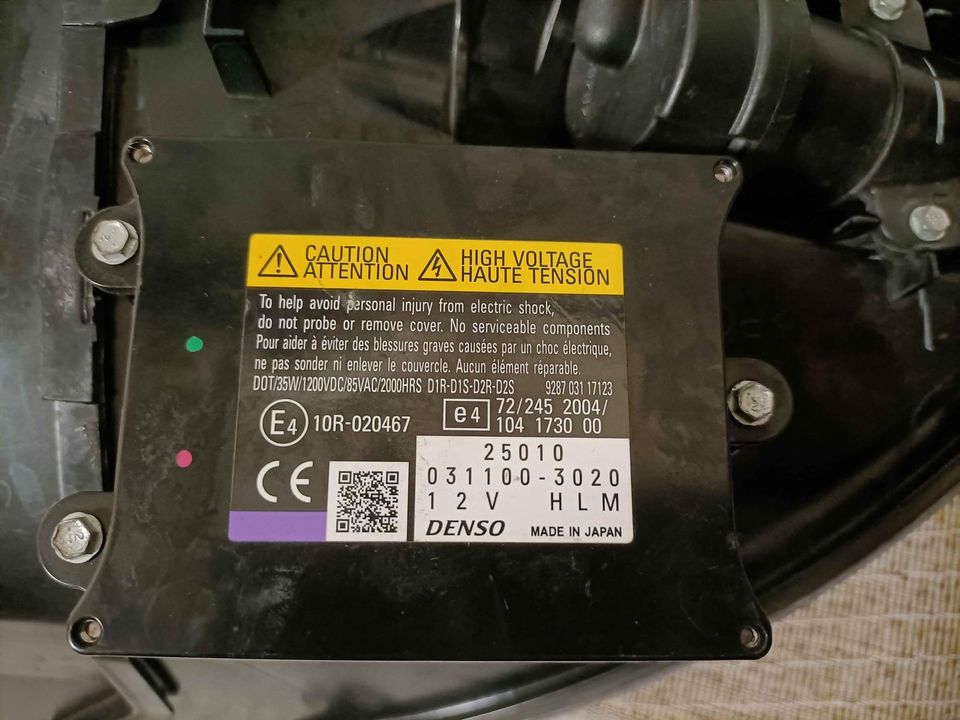 CAUTION
ATTENTION
HIGH VOLTAGE
HAUTE TENSION
To help avoid personal injury from electric shock,
do not probe or remove cover. No serviceable components
Pour aider à éviter des blessures graves causées par un choc électrique,
ne pas sonder ni enlever le couvercle. Aucun élément réparable.
DOT/35W/1200VDC/85VAC/2000HRS D1R-D1S-D2R-D2S 9287 031 17123
E4 10R-020467
e4 72/245 2004/
104 1730 00
CE
25010
031100-3020
12V HLM
DENSO MADE IN JAPAN